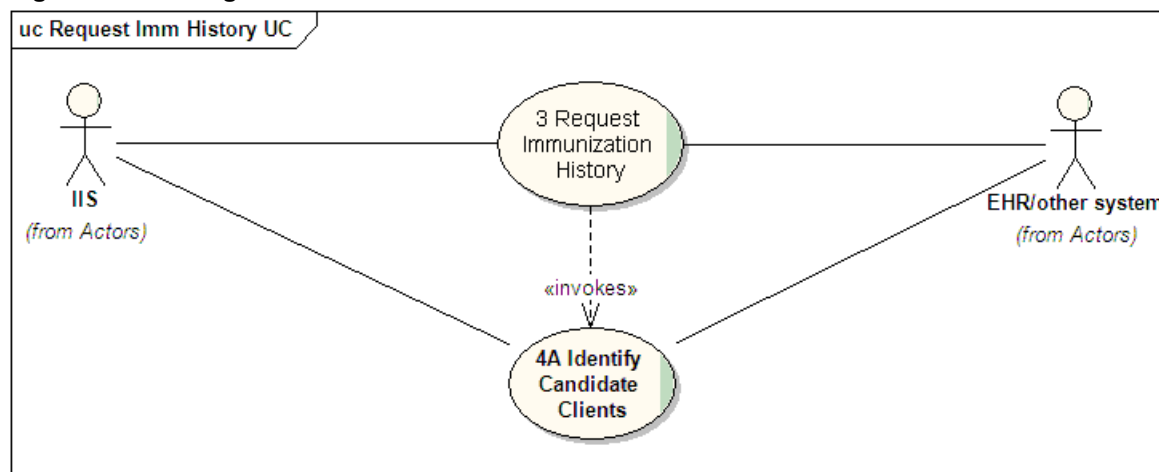 uc Request Imm History UC
3 Request
Immunization
History
IIS
(from Actors)
EHR/other system
(from Actors)
«invokes»
4A Identify
Candidate
Clients